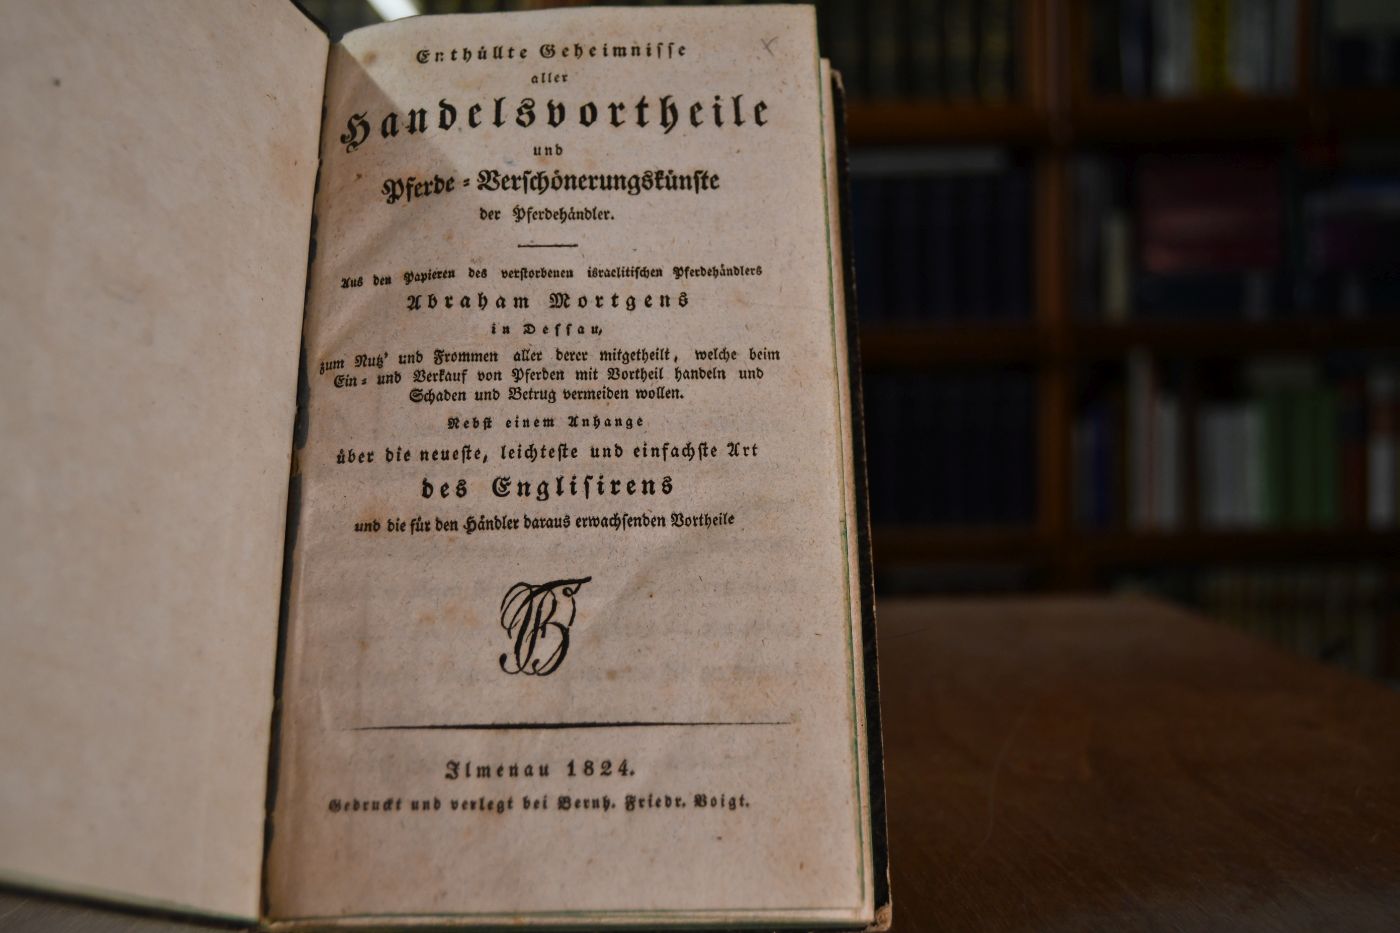 Enthüllte Geheimnisse
aller
Handelsvortheile
und
Pferde-Verschönerungskünste
der Pferdehändler.
Aus den Papieren des verstorbenen israelitischen Pferdehändlers
Abraham Mortgens
in Dessau,
zum Nutz' und Frommen aller derer mitgetheilt, welche beim
Ein- und Verkauf von Pferden mit Vortheil handeln und
Schaden und Betrug vermeiden wollen.
Nebst einem Anhange
über die neueste, leichteste und einfachste Art
des Englisirens
und die für den Händler daraus erwachsenden Vortheile
Ilmenau 1824.
Gedruckt und verlegt bei Bernh. Friedr. Voigt.